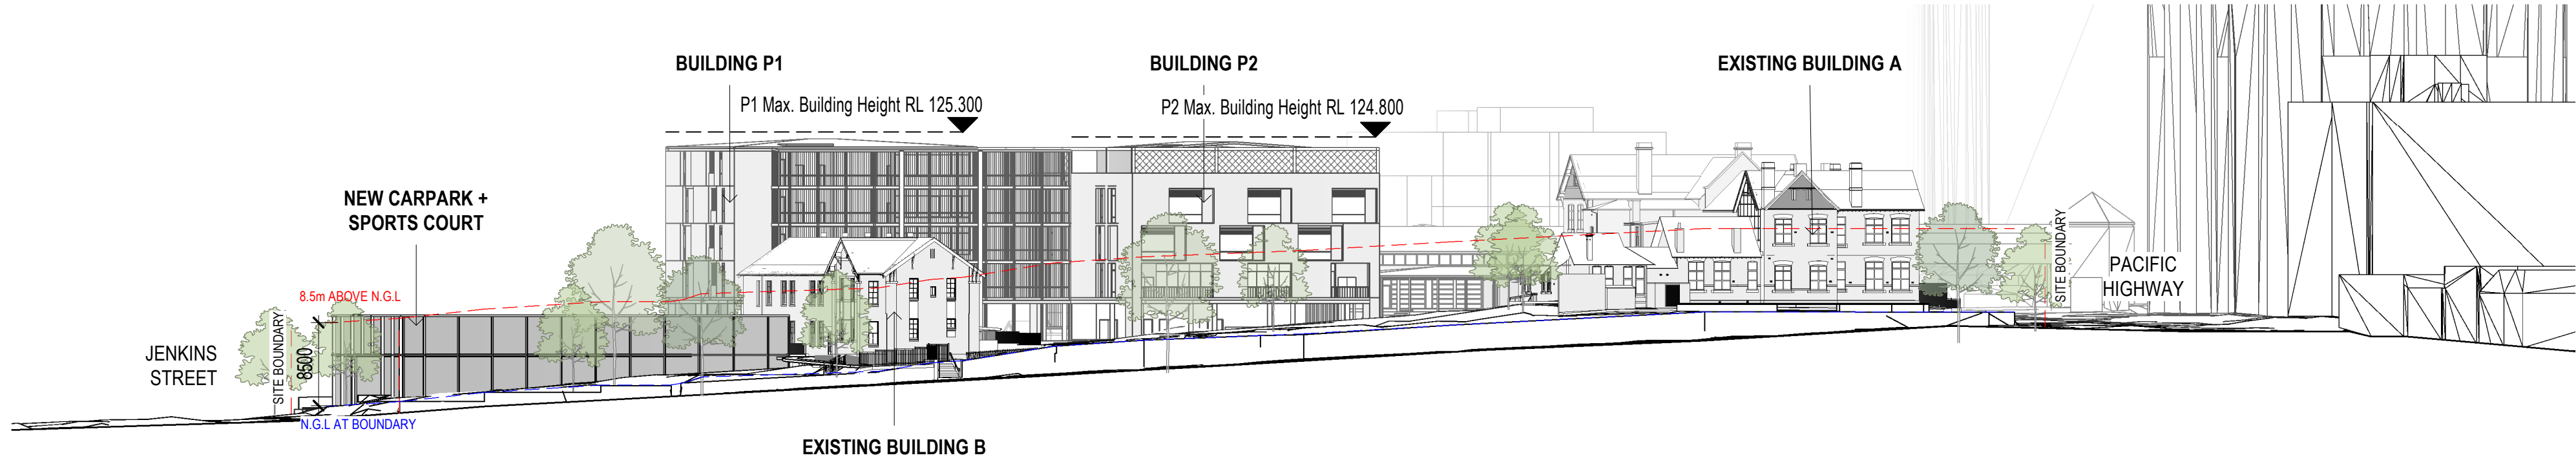 BUILDING P1
P1 Max. Building Height RL 125.300
BUILDING P2
P2 Max. Building Height RL 124.800
EXISTING BUILDING A
NEW CARPARK +
SPORTS COURT
8.5m ABOVE N.G.L
JENKINS
STREET
SITE BOUNDARY
8500
N.G.L AT BOUNDARY
EXISTING BUILDING B
SITE BOUNDARY
PACIFIC
HIGHWAY